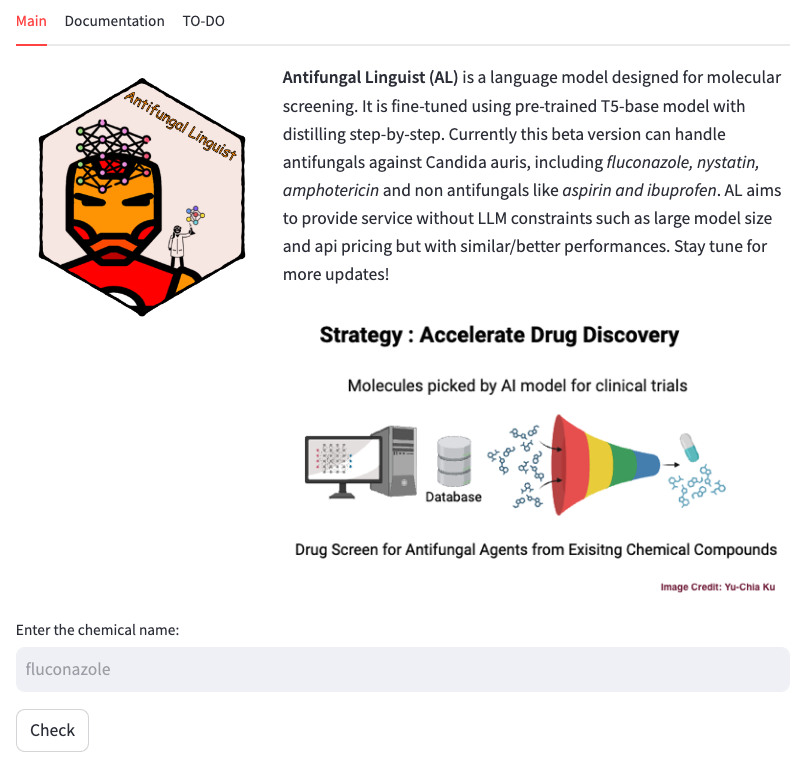 Main Documentation TO-DO
Antifungal Linguist
Antifungal Linguist (AL) is a language model designed for molecular
screening. It is fine-tuned using pre-trained T5-base model with
distilling step-by-step. Currently this beta version can handle
antifungals against Candida auris, including fluconazole, nystatin,
amphotericin and non antifungals like aspirin and ibuprofen. AL aims
to provide service without LLM constraints such as large model size
and api pricing but with similar/better performances. Stay tune for
more updates!
Strategy : Accelerate Drug Discovery
Molecules picked by AI model for clinical trials
Database
Drug Screen for Antifungal Agents from Exisitng Chemical Compounds
Image Credit: Yu-Chia Ku
Enter the chemical name:
fluconazole
Check